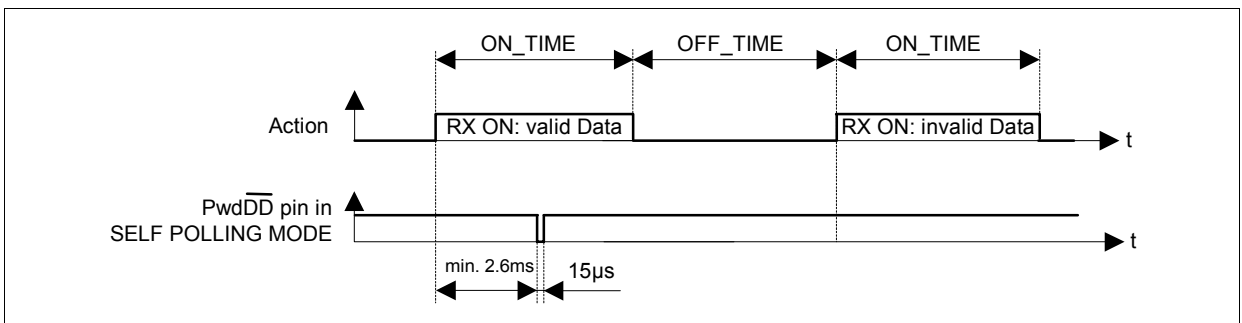 ON_TIME OFF_TIME ON_TIME
Action RX ON: valid Data RX ON: invalid Data t
PwdD̅D̅ pin in
SELF POLLING MODE t
min. 2.6ms 15µs